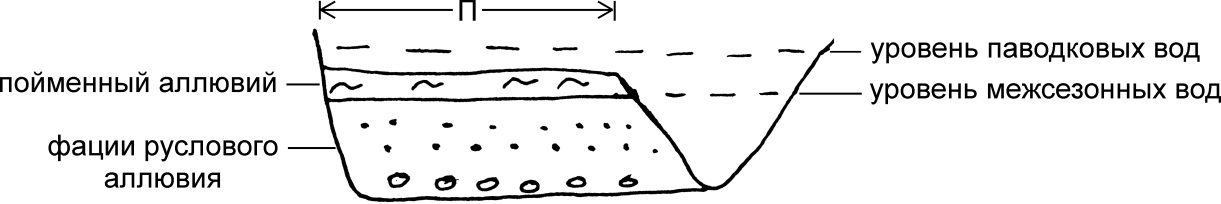 П
уровень паводковых вод
пойменный аллювий
уровень межсезонных вод
фации руслового
аллювия